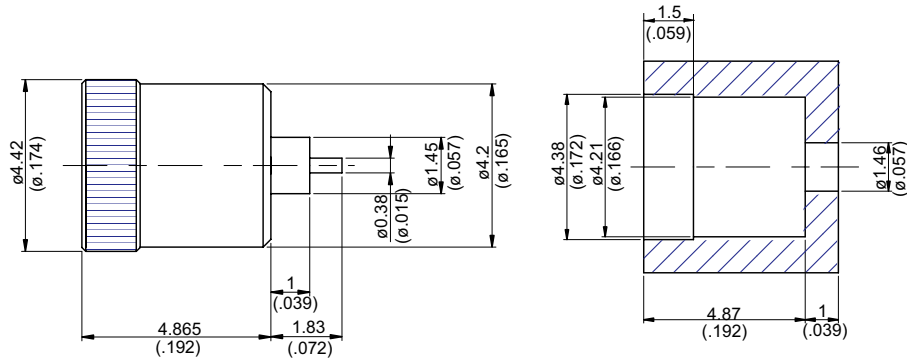 ø4.42
(ø.174)
4.865
(.192)
1
(.039)
1.83
(.072)
ø0.38
(ø.015)
ø1.45
(ø.057)
ø4.2
(ø.165)
1.5
(.059)
ø4.38
(ø.172)
ø4.21
(ø.166)
ø1.46
(ø.057)
4.87
(.192)
1
(.039)